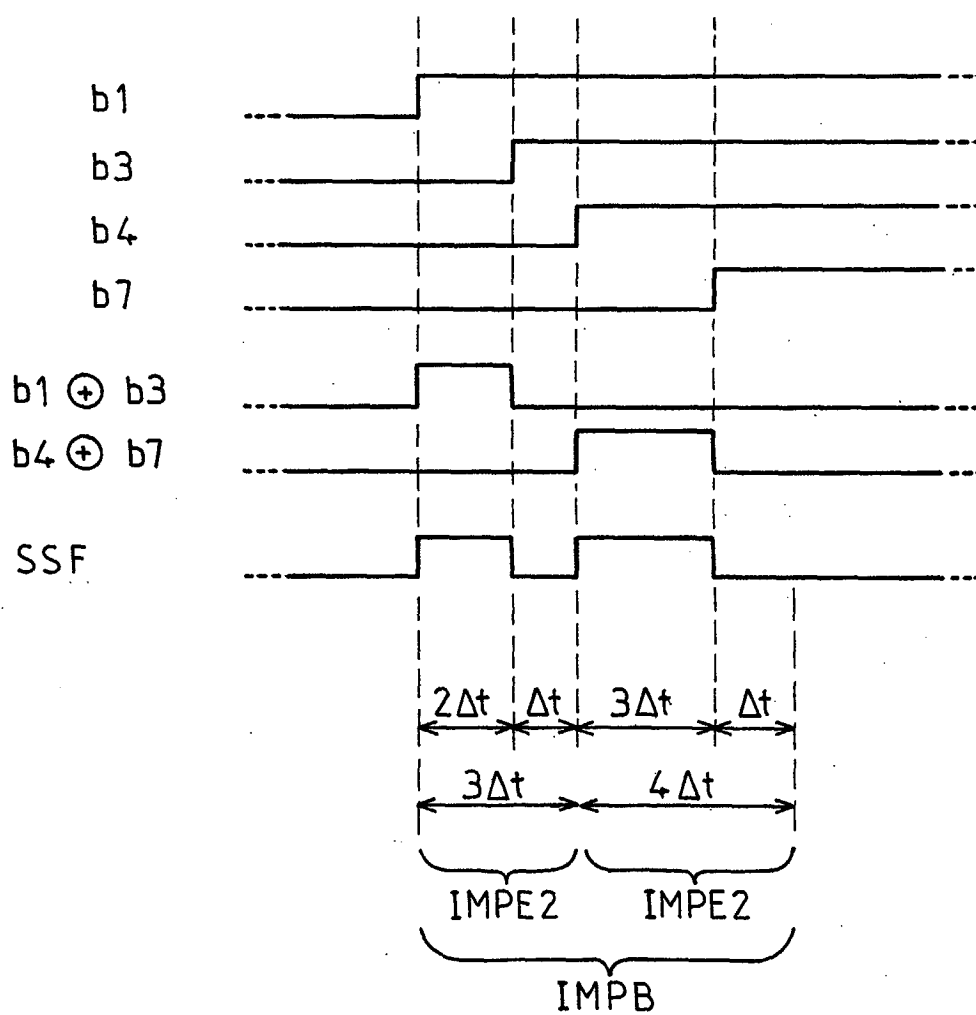 b1
b3
b4
b7
b1 ⊕ b3
b4 ⊕ b7
SSF
2Δt Δt 3Δt Δt
3Δt 4Δt
IMPE2 IMPE2
IMPB